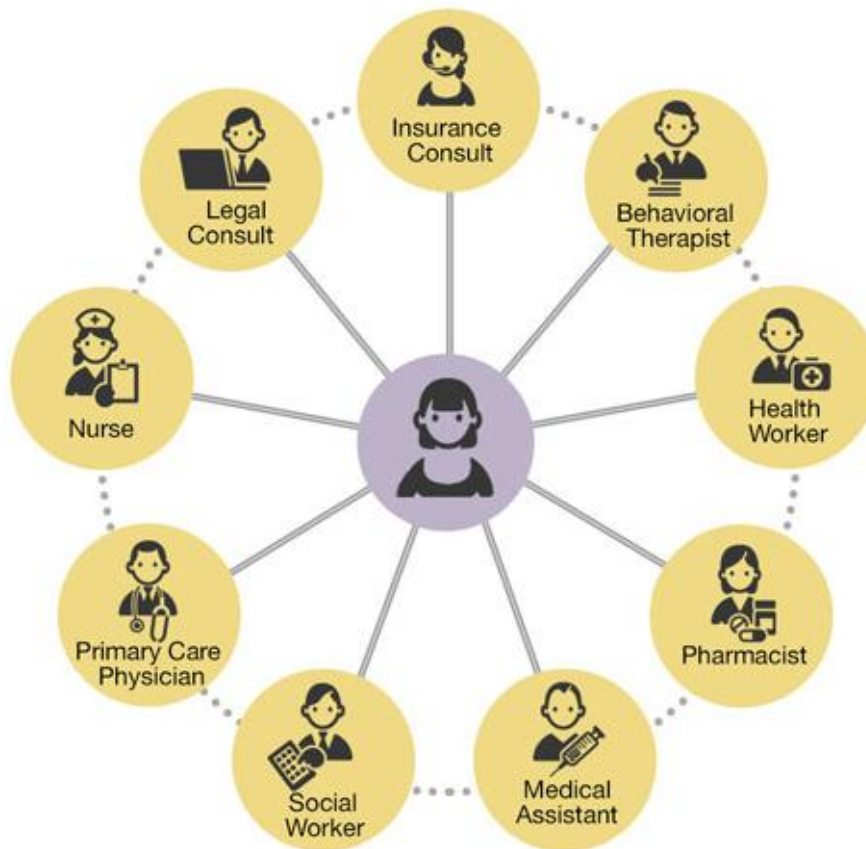 Insurance
Consult
Behavioral
Therapist
Health
Worker
Pharmacist
Medical
Assistant
Social
Worker
Primary Care
Physician
Nurse
Legal
Consult